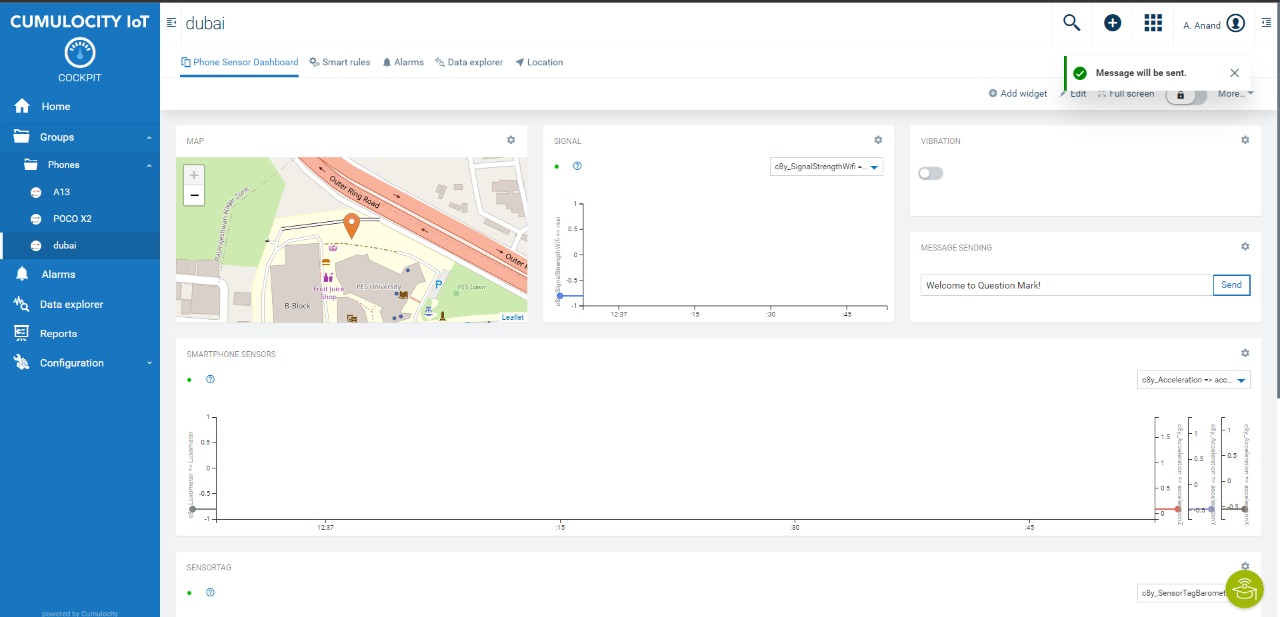 CUMULOCITY IoT
COCKPIT
Home
Groups
Phones
A13
POCO X2
dubai
Alarms
Data explorer
Reports
Configuration
powered by Cumulocity
dubai
A. Anand
Phone Sensor Dashboard
Smart rules
Alarms
Data explorer
Location
Message will be sent.
Add widget
Edit
Full screen
More...
MAP
+
−
Outer Ring Road
Outer R
Rajarajeshwari Nagar Zone
Fruit Juice
Shop
PES University
B-Block
P
PES Lawn
Leaflet
SIGNAL
c8y_SignalStrengthWifi =...
c8y_SignalStrengthWifi => rssi
1
0.5
0
-0.5
-1
12:37
:15
:30
:45
VIBRATION
MESSAGE SENDING
Welcome to Question Mark!
Send
SMARTPHONE SENSORS
c8y_Acceleration => acc...
c8y_Luxometer => Luxometer
1
0.5
0
-0.5
-1
12:37
:15
:30
:45
1.5
1
0.5
0
c8y_Acceleration => accelerationZ
1
0.5
0
-0.5
c8y_Acceleration => accelerationY
1
0.5
0
-0.5
c8y_Acceleration => accelerationX
SENSORTAG
c8y_SensorTagBaromet